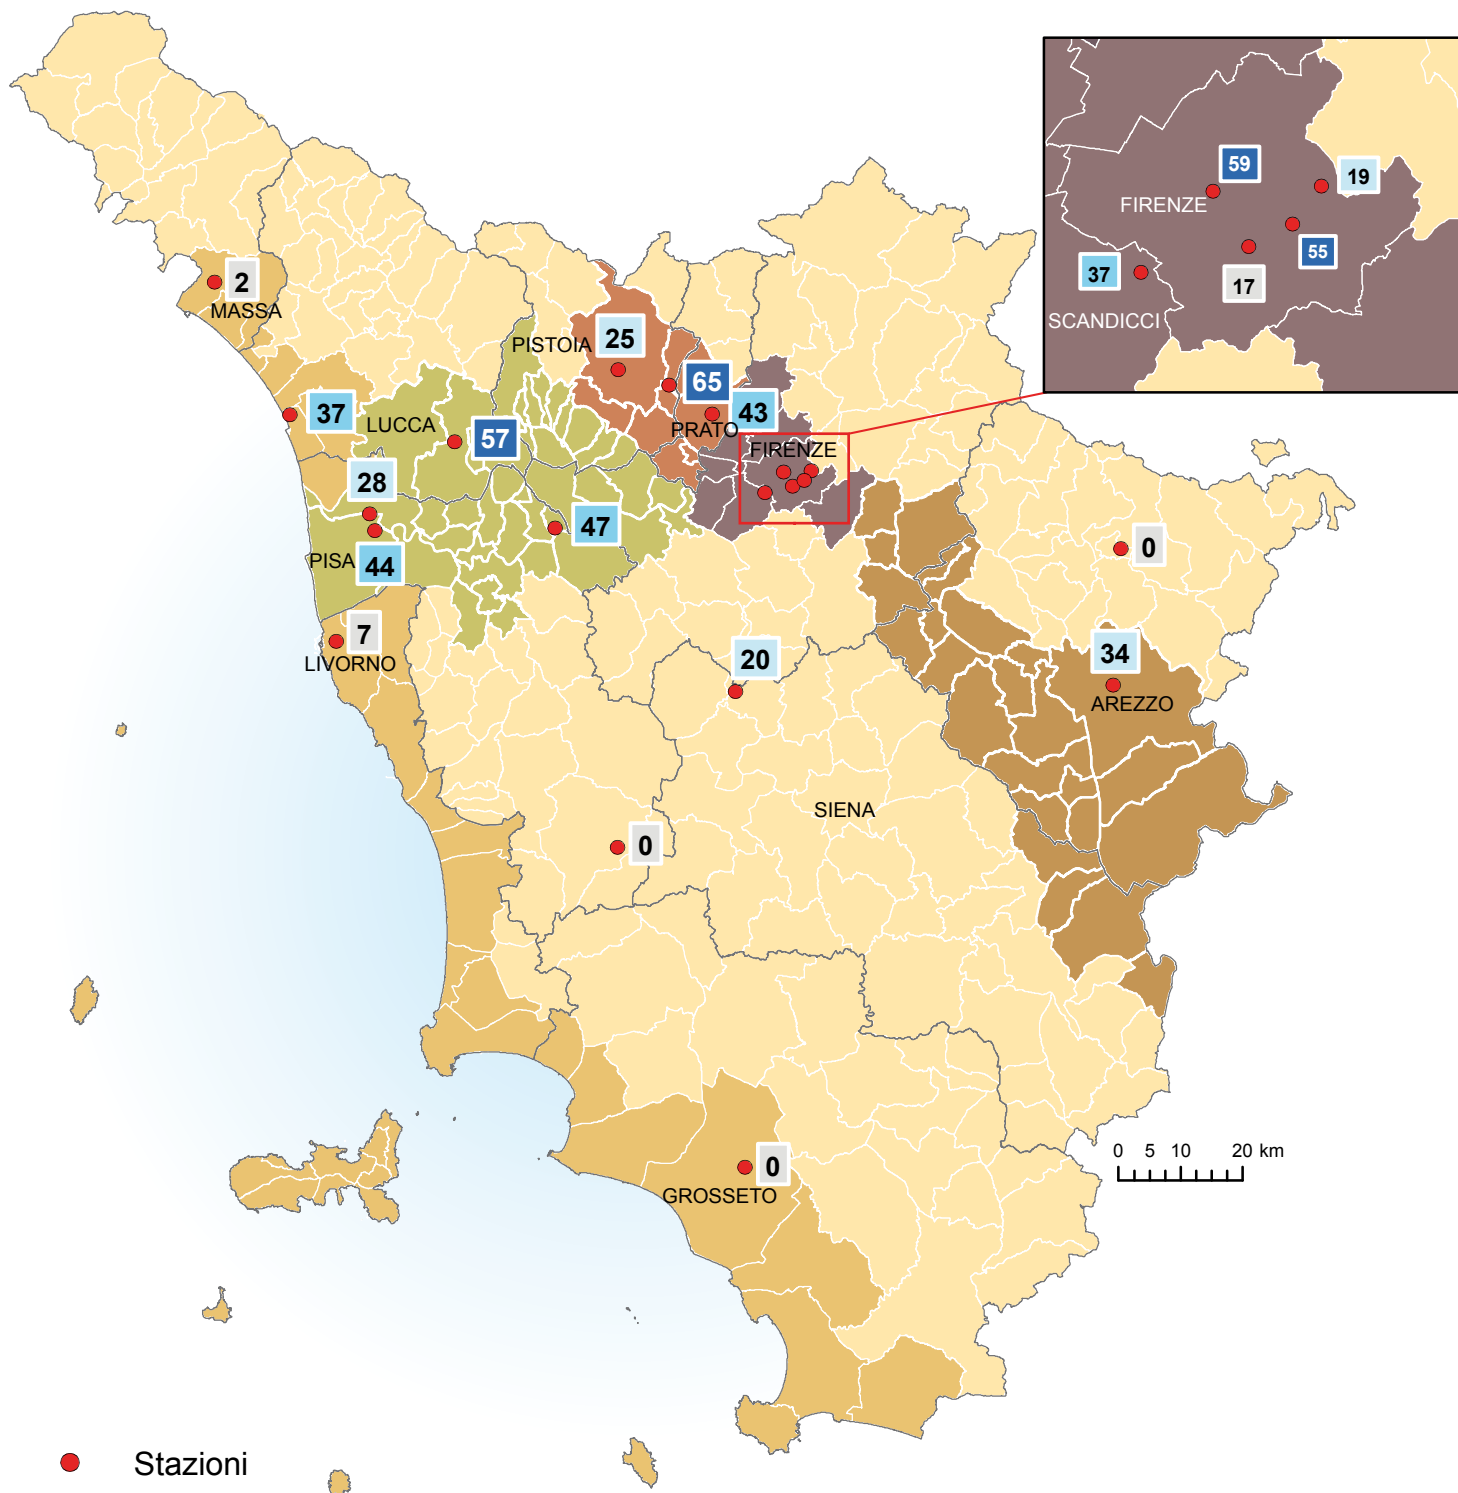 59
19
FIRENZE
55
37
17
SCANDICCI
2
MASSA
PISTOIA
25
65
37
43
LUCCA
PRATO
57
FIRENZE
28
47
0
PISA
44
7
LIVORNO
20
34
AREZZO
SIENA
0
0 5 10 20 km
0
GROSSETO
Stazioni